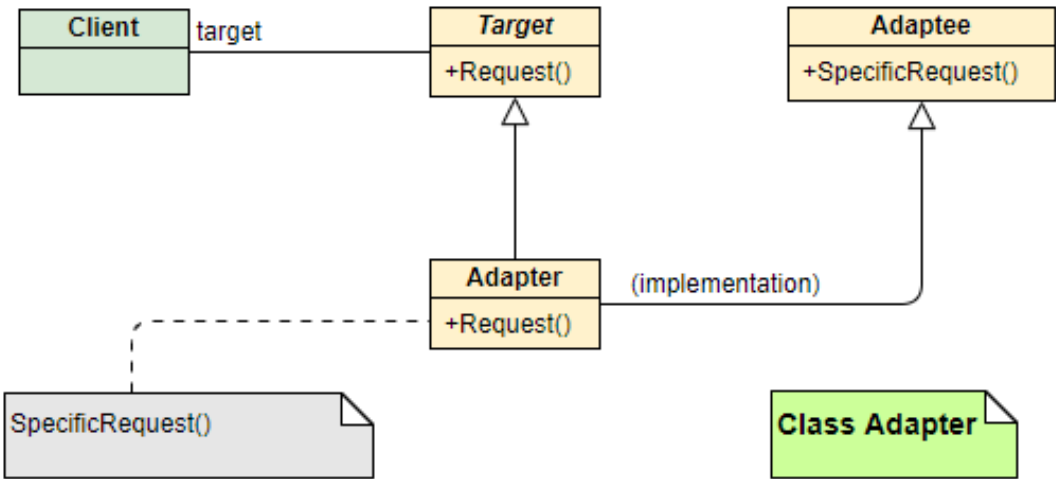 Client
target
Target
+Request()
Adaptee
+SpecificRequest()
Adapter
+Request()
(implementation)
SpecificRequest()
Class Adapter